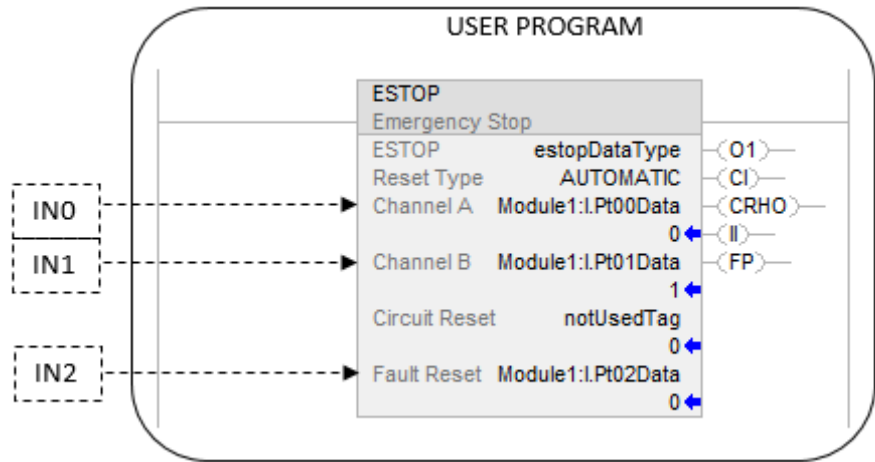 USER PROGRAM
ESTOP
Emergency Stop
ESTOP estopDataType (O1)
Reset Type AUTOMATIC (CI)
IN0 Channel A Module1:I.Pt00Data (CRHO)
0 (II)
IN1 Channel B Module1:I.Pt01Data (FP)
1
Circuit Reset notUsedTag
0
IN2 Fault Reset Module1:I.Pt02Data
0